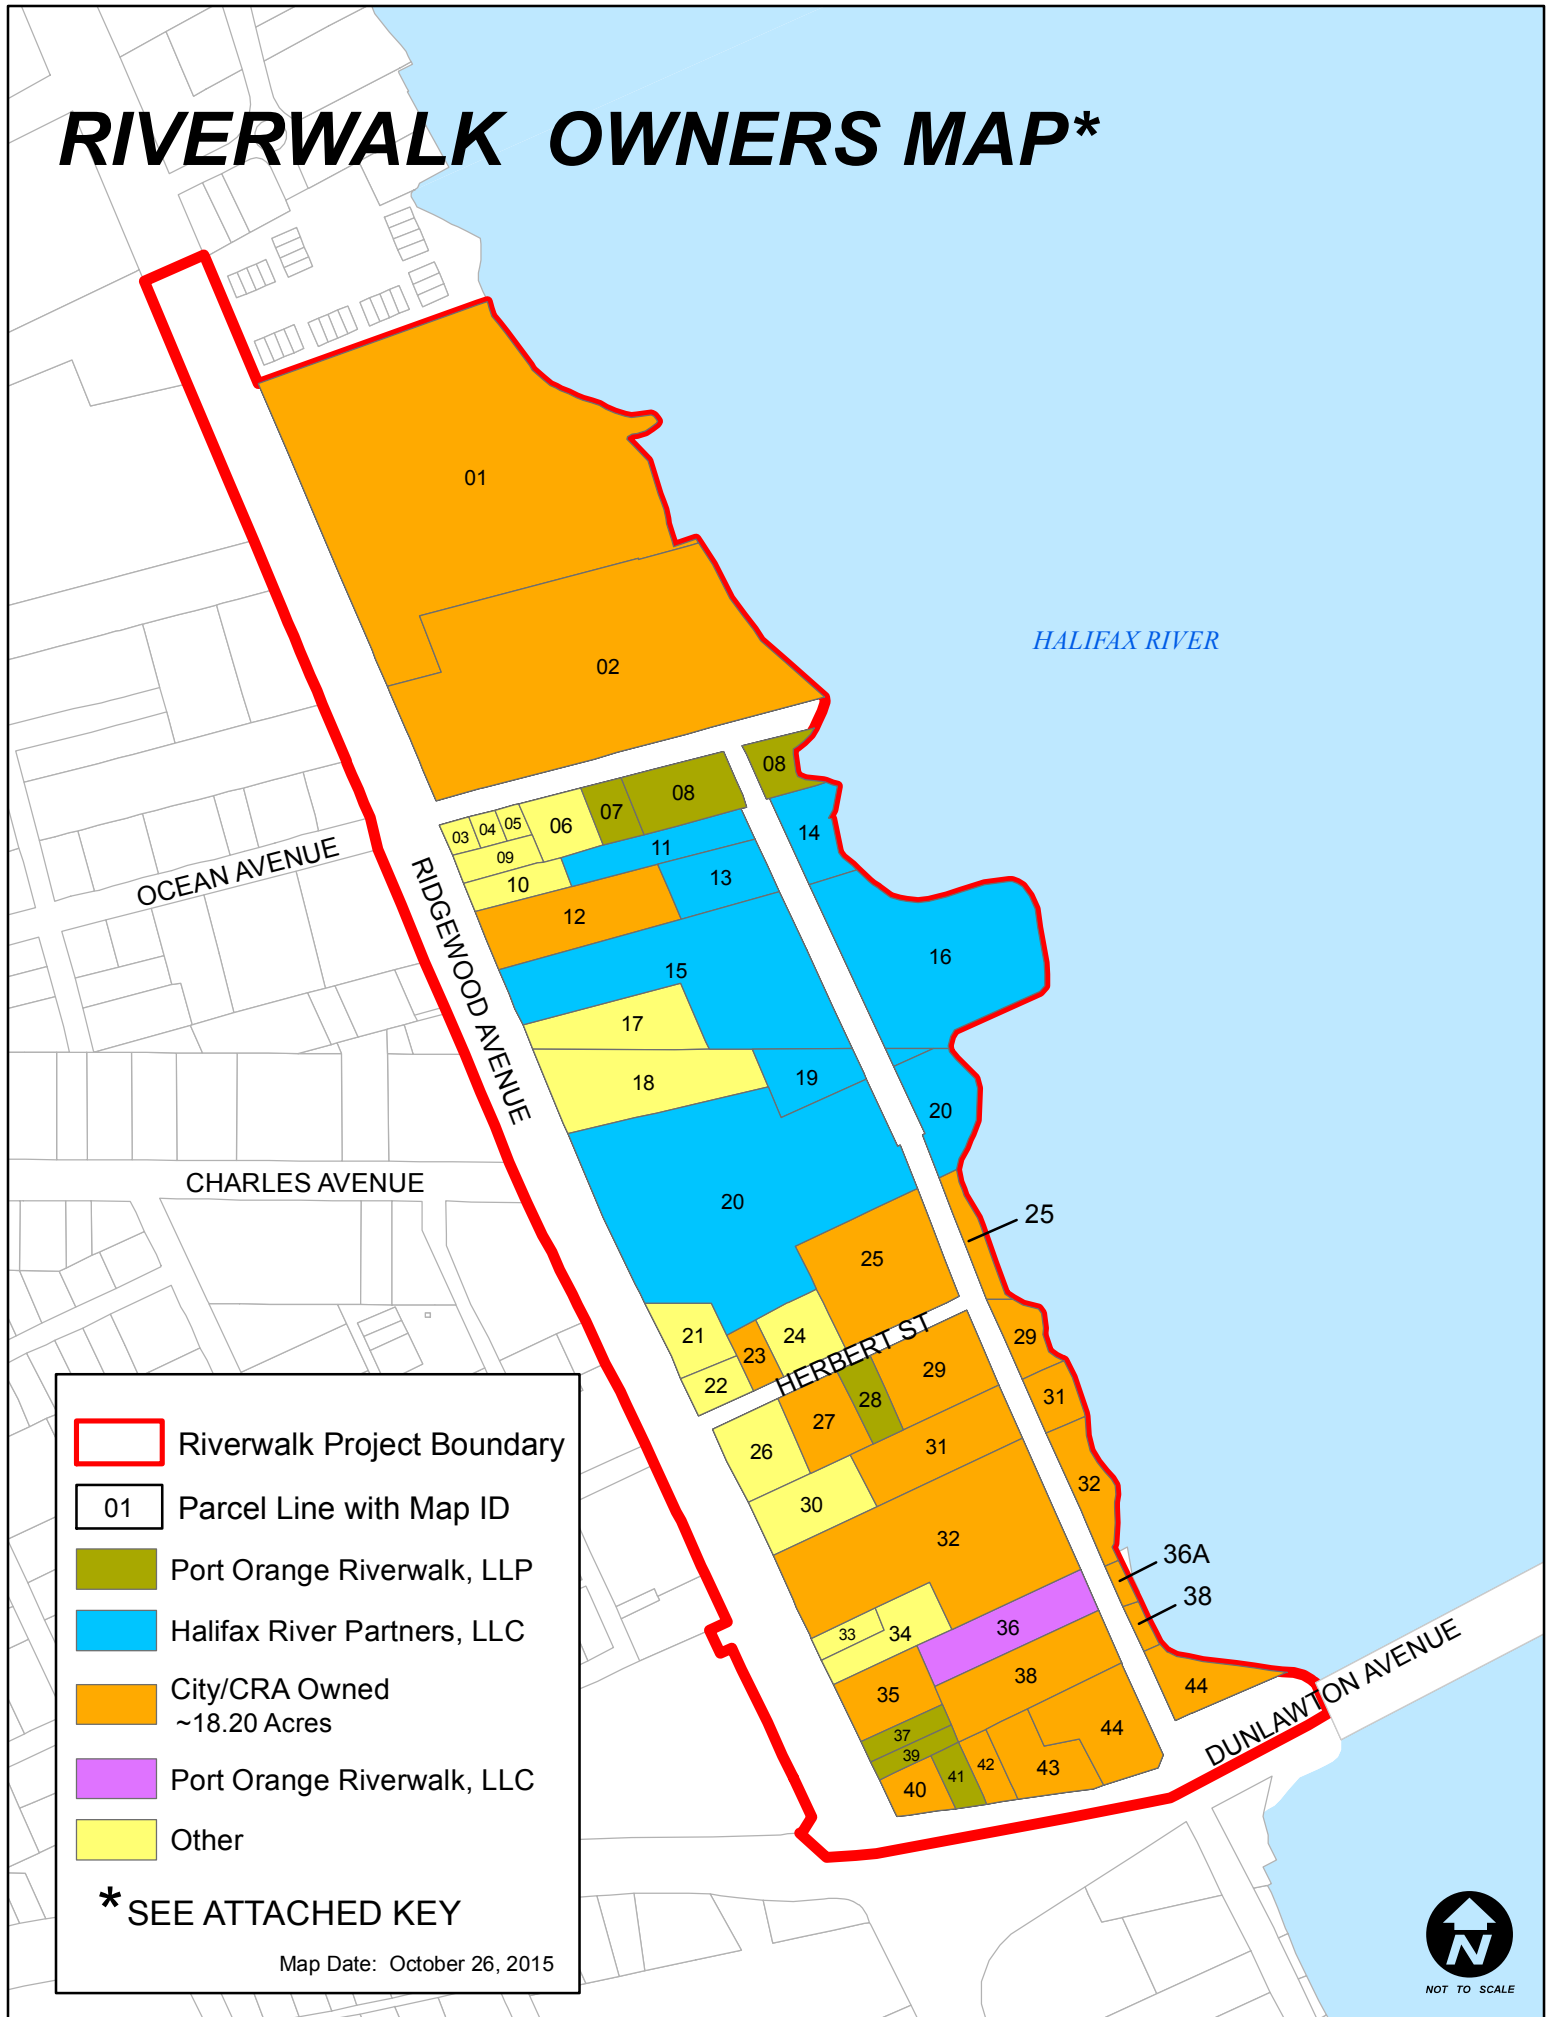 RIVERWALK OWNERS MAP*
01
HALIFAX RIVER
02
08
08
07
06
05
04
03
14
11
09
13
10
12
OCEAN AVENUE
RIDGEWOOD AVENUE
16
15
17
18
19
20
CHARLES AVENUE
20
25
25
21
24
23
29
HERBERT ST
22
29
28
31
27
26
31
30
32
32
36A
38
33
34
36
38
35
44
DUNLAWTON AVENUE
37
44
39
42
43
41
40
Riverwalk Project Boundary
01 Parcel Line with Map ID
Port Orange Riverwalk, LLP
Halifax River Partners, LLC
City/CRA Owned
~18.20 Acres
Port Orange Riverwalk, LLC
Other
* SEE ATTACHED KEY
Map Date: October 26, 2015
N
NOT TO SCALE